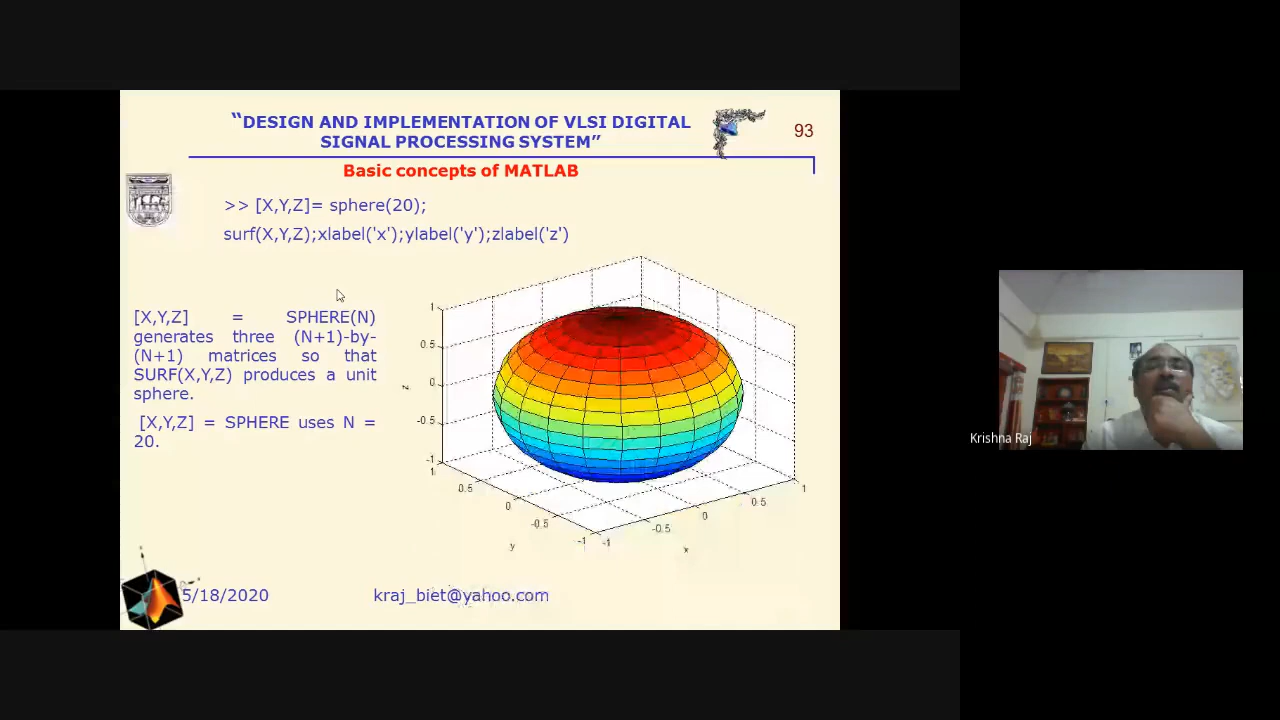 “DESIGN AND IMPLEMENTATION OF VLSI DIGITAL
SIGNAL PROCESSING SYSTEM”
93
Basic concepts of MATLAB
>> [X,Y,Z]= sphere(20);
surf(X,Y,Z);xlabel('x');ylabel('y');zlabel('z')
[X,Y,Z] = SPHERE(N)
generates three (N+1)-by-
(N+1) matrices so that
SURF(X,Y,Z) produces a unit
sphere.
[X,Y,Z] = SPHERE uses N =
20.
1
0.5
0
-0.5
-1
z
1
0.5
0
-0.5
-1
y
-1
-0.5
0
0.5
1
x
5/18/2020
kraj_biet@yahoo.com
Krishna Raj